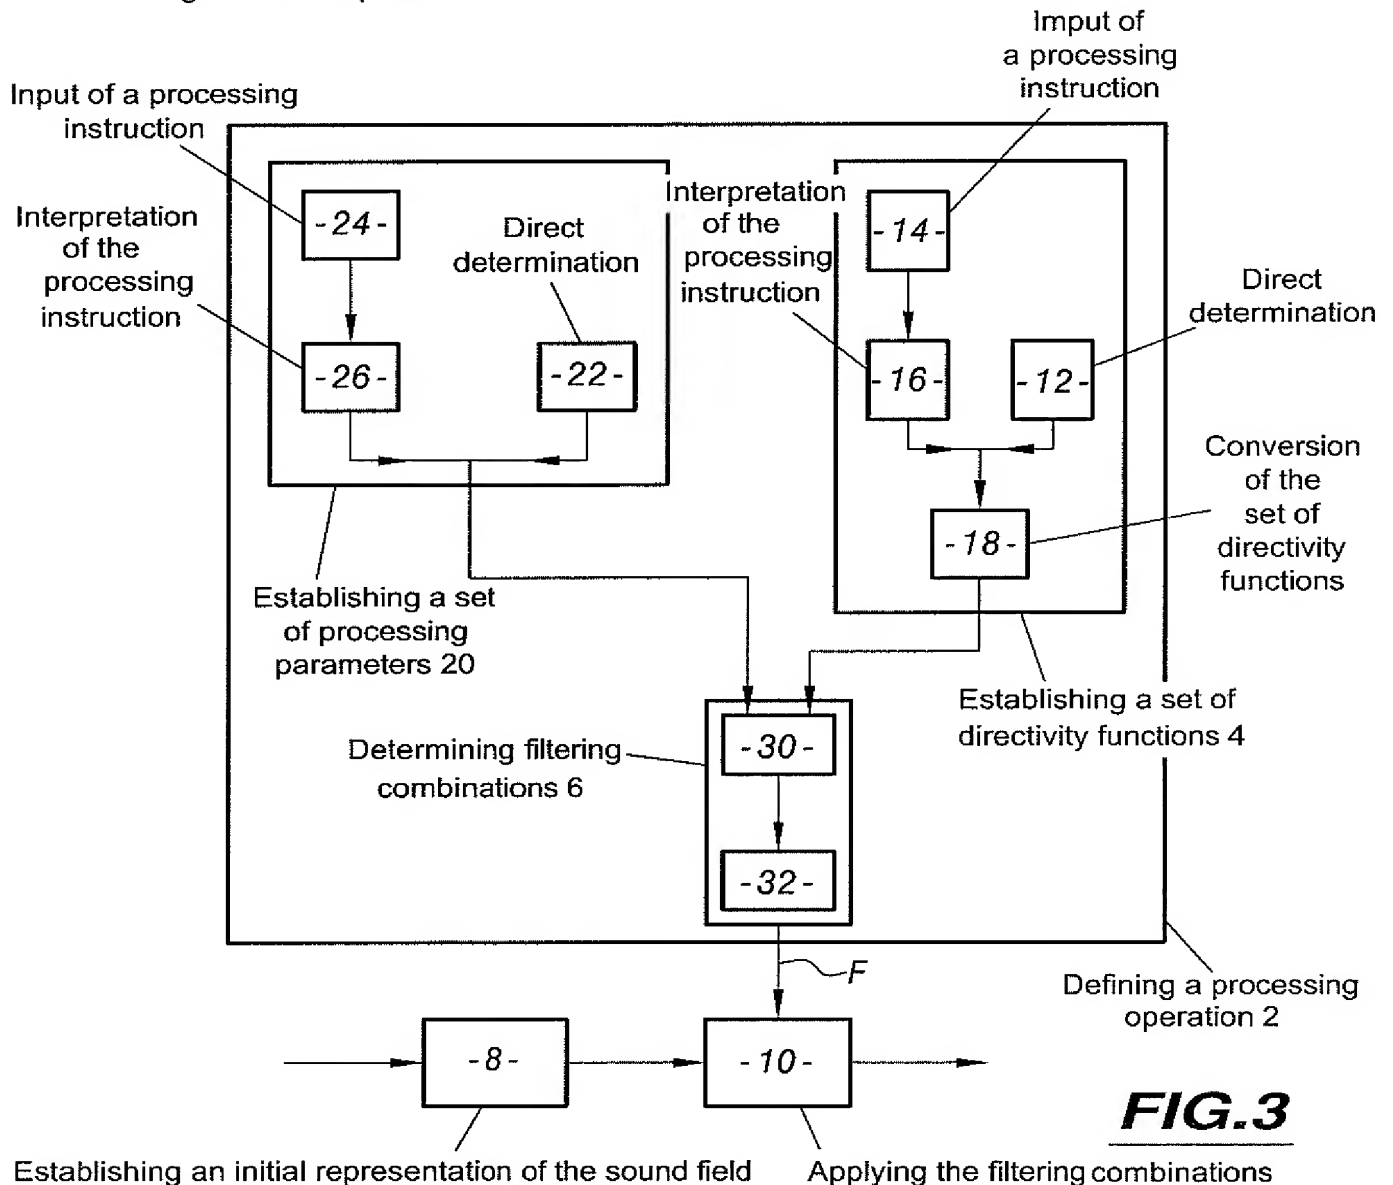 Imput of
a processing
instruction
Input of a processing
instruction
Interpretation
of the
processing
instruction
-24-
Direct
determination
-26-
-22-
Interpretation
of the
processing
instruction
-14-
Direct
determination
-16-
-12-
Conversion
of the
set of
directivity
functions
-18-
Establishing a set
of processing
parameters 20
Establishing a set of
directivity functions 4
Determining filtering
combinations 6
-30-
-32-
F
Defining a processing
operation 2
-8-
-10-
FIG.3
Establishing an initial representation of the sound field
Applying the filtering combinations